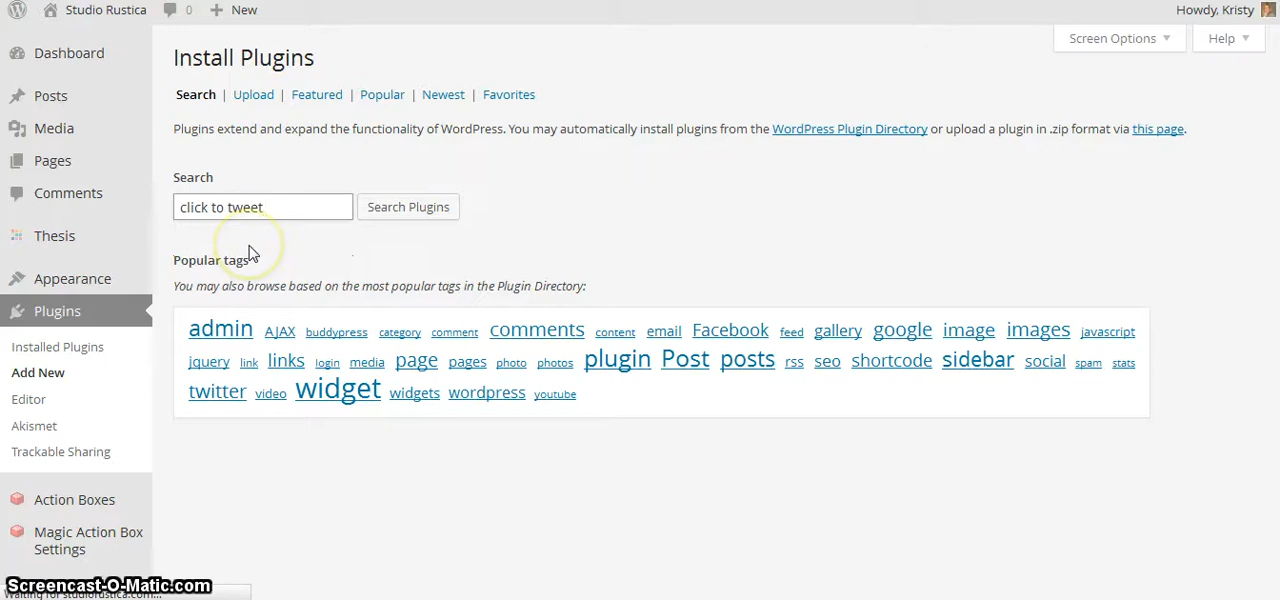 Studio Rustica 0 + New Howdy, Kristy
Screen Options ▼ Help ▼
Dashboard
Posts
Media
Pages
Comments
Thesis
Appearance
Plugins
Installed Plugins
Add New
Editor
Akismet
Trackable Sharing
Action Boxes
Magic Action Box
Settings
Install Plugins
Search | Upload | Featured | Popular | Newest | Favorites
Plugins extend and expand the functionality of WordPress. You may automatically install plugins from the WordPress Plugin Directory or upload a plugin in .zip format via this page.
Search
click to tweet Search Plugins
Popular tags
You may also browse based on the most popular tags in the Plugin Directory:
admin AJAX buddypress category comment comments content email Facebook feed gallery google image images javascript
jquery link links login media page pages photo photos plugin Post posts rss seo shortcode sidebar social spam stats
twitter video widget widgets wordpress youtube
Screencast-O-Matic.com
Waiting for studiorustica.com...